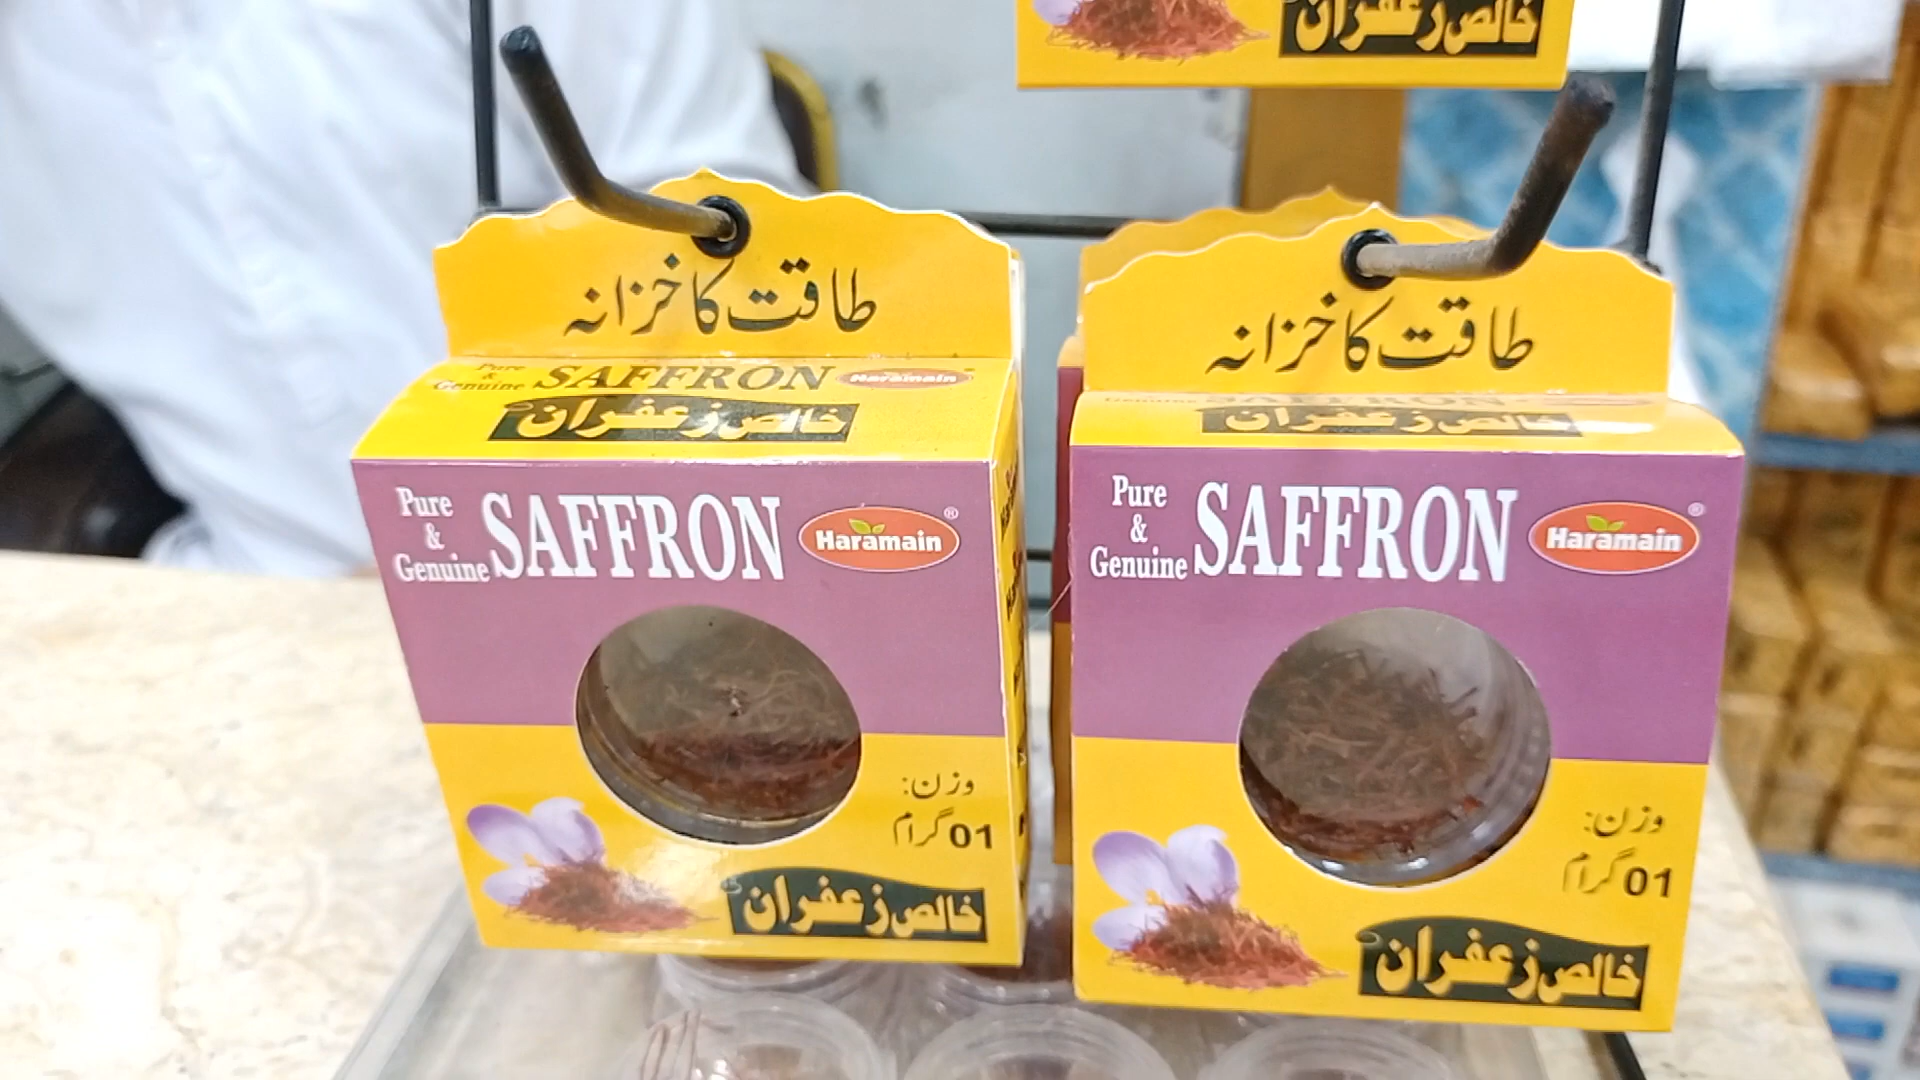 خالص زعفران
طاقت کا خزانہ
Pure & Genuine SAFFRON Haramain
خالص زعفران
Pure & Genuine SAFFRON Haramain®
وزن:
01 گرام
خالص زعفران
طاقت کا خزانہ
Genuine SAFFRON
خالص زعفران
Pure & Genuine SAFFRON Haramain®
وزن:
01 گرام
خالص زعفران